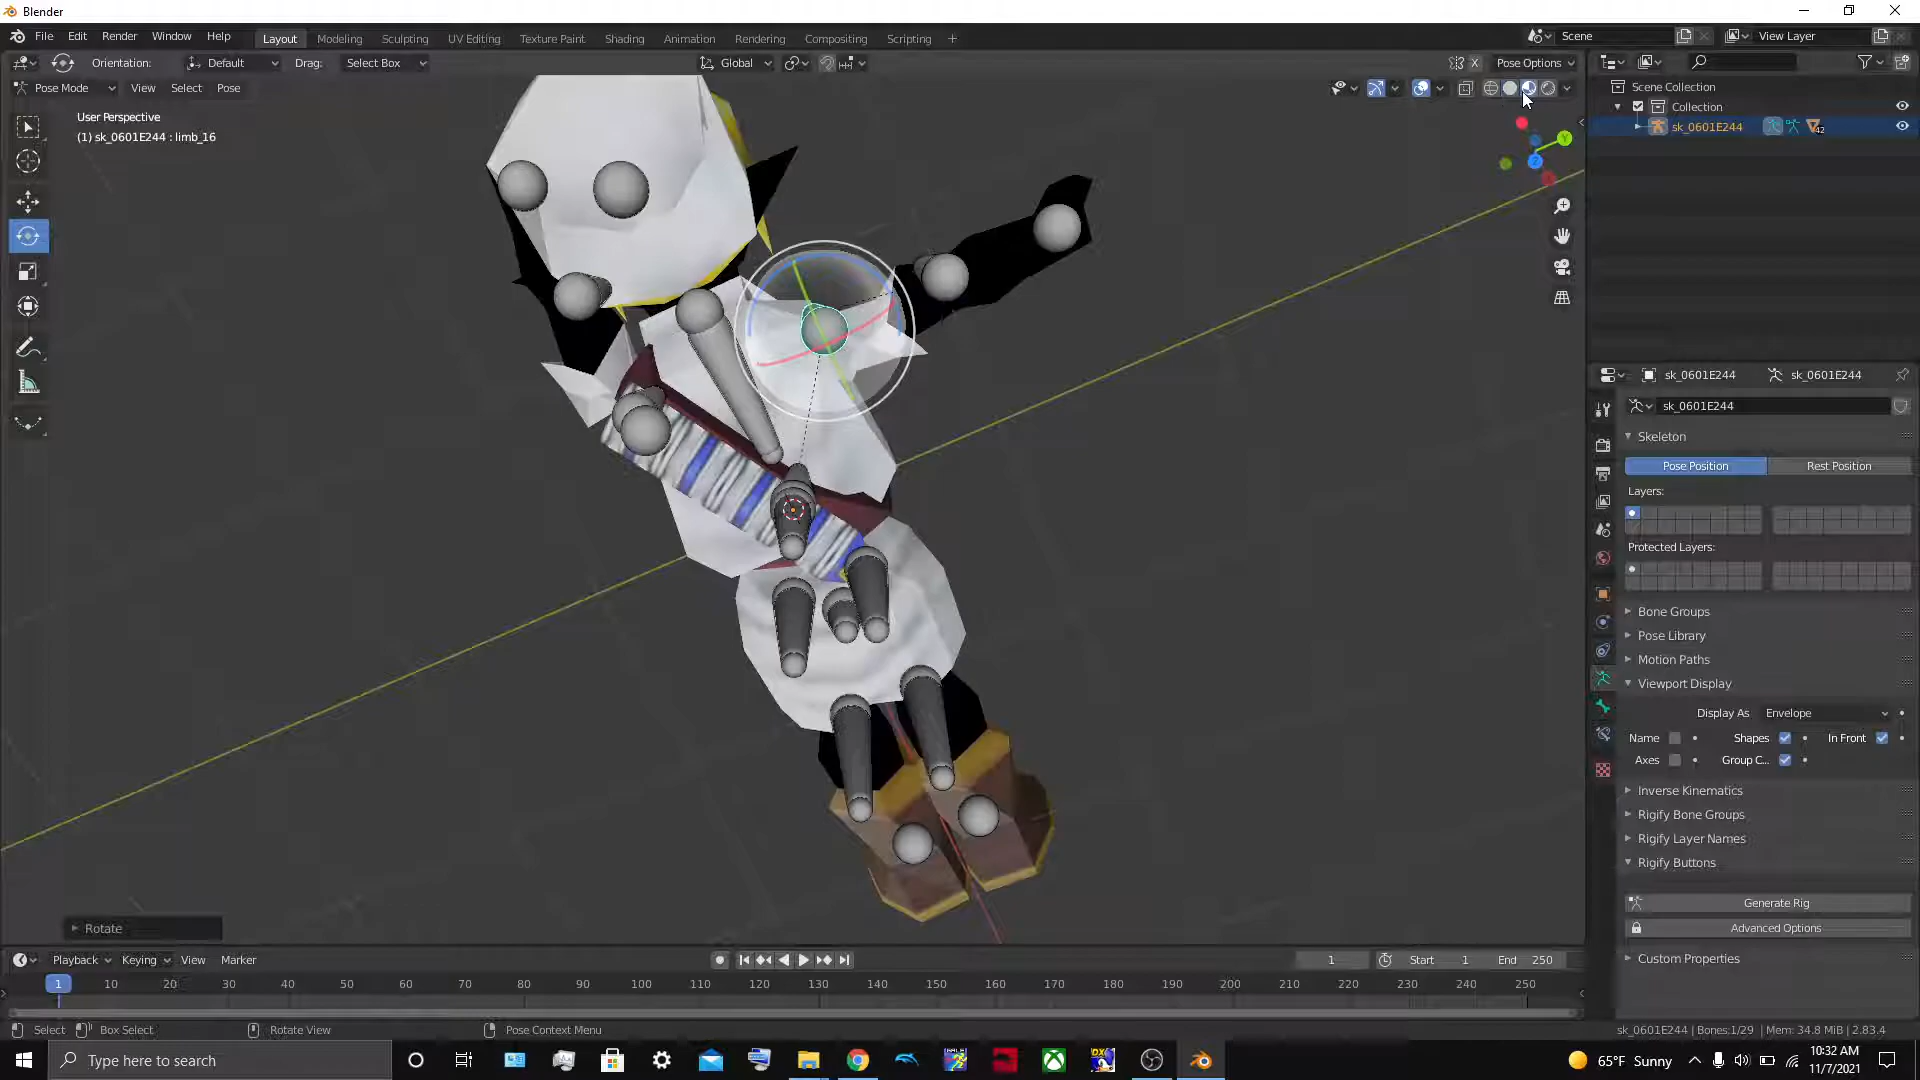 Blender
File Edit Render Window Help
Layout Modeling Sculpting UV Editing Texture Paint Shading Animation Rendering Compositing Scripting
Scene View Layer
Orientation: Default Drag: Select Box Global X Pose Options
Pose Mode View Select Pose
Scene Collection
Collection
sk_0601E244 42
User Perspective
(1) sk_0601E244 : limb_16
Y
Z
sk_0601E244 sk_0601E244
sk_0601E244
Skeleton
Pose Position Rest Position
Layers:
Protected Layers:
Bone Groups
Pose Library
Motion Paths
Viewport Display
Display As Envelope
Name Shapes In Front
Axes Group C...
Inverse Kinematics
Rigify Bone Groups
Rigify Layer Names
Rigify Buttons
Generate Rig
Advanced Options
Custom Properties
Rotate
Playback Keying View Marker 1 Start 1 End 250
1 10 20 30 40 50 60 70 80 90 100 110 120 130 140 150 160 170 180 190 200 210 220 230 240 250
Select Box Select Rotate View Pose Context Menu sk_0601E244 | Bones:1/29 | Mem: 34.8 MiB | 2.83.4
Type here to search 65°F Sunny 10:32 AM
11/7/2021